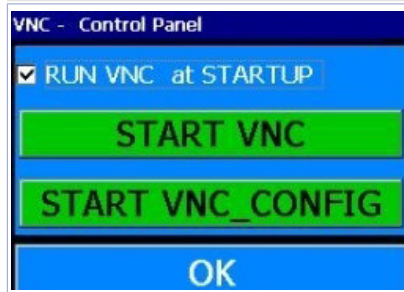 VNC - Control Panel
RUN VNC at STARTUP
START VNC
START VNC_CONFIG
OK